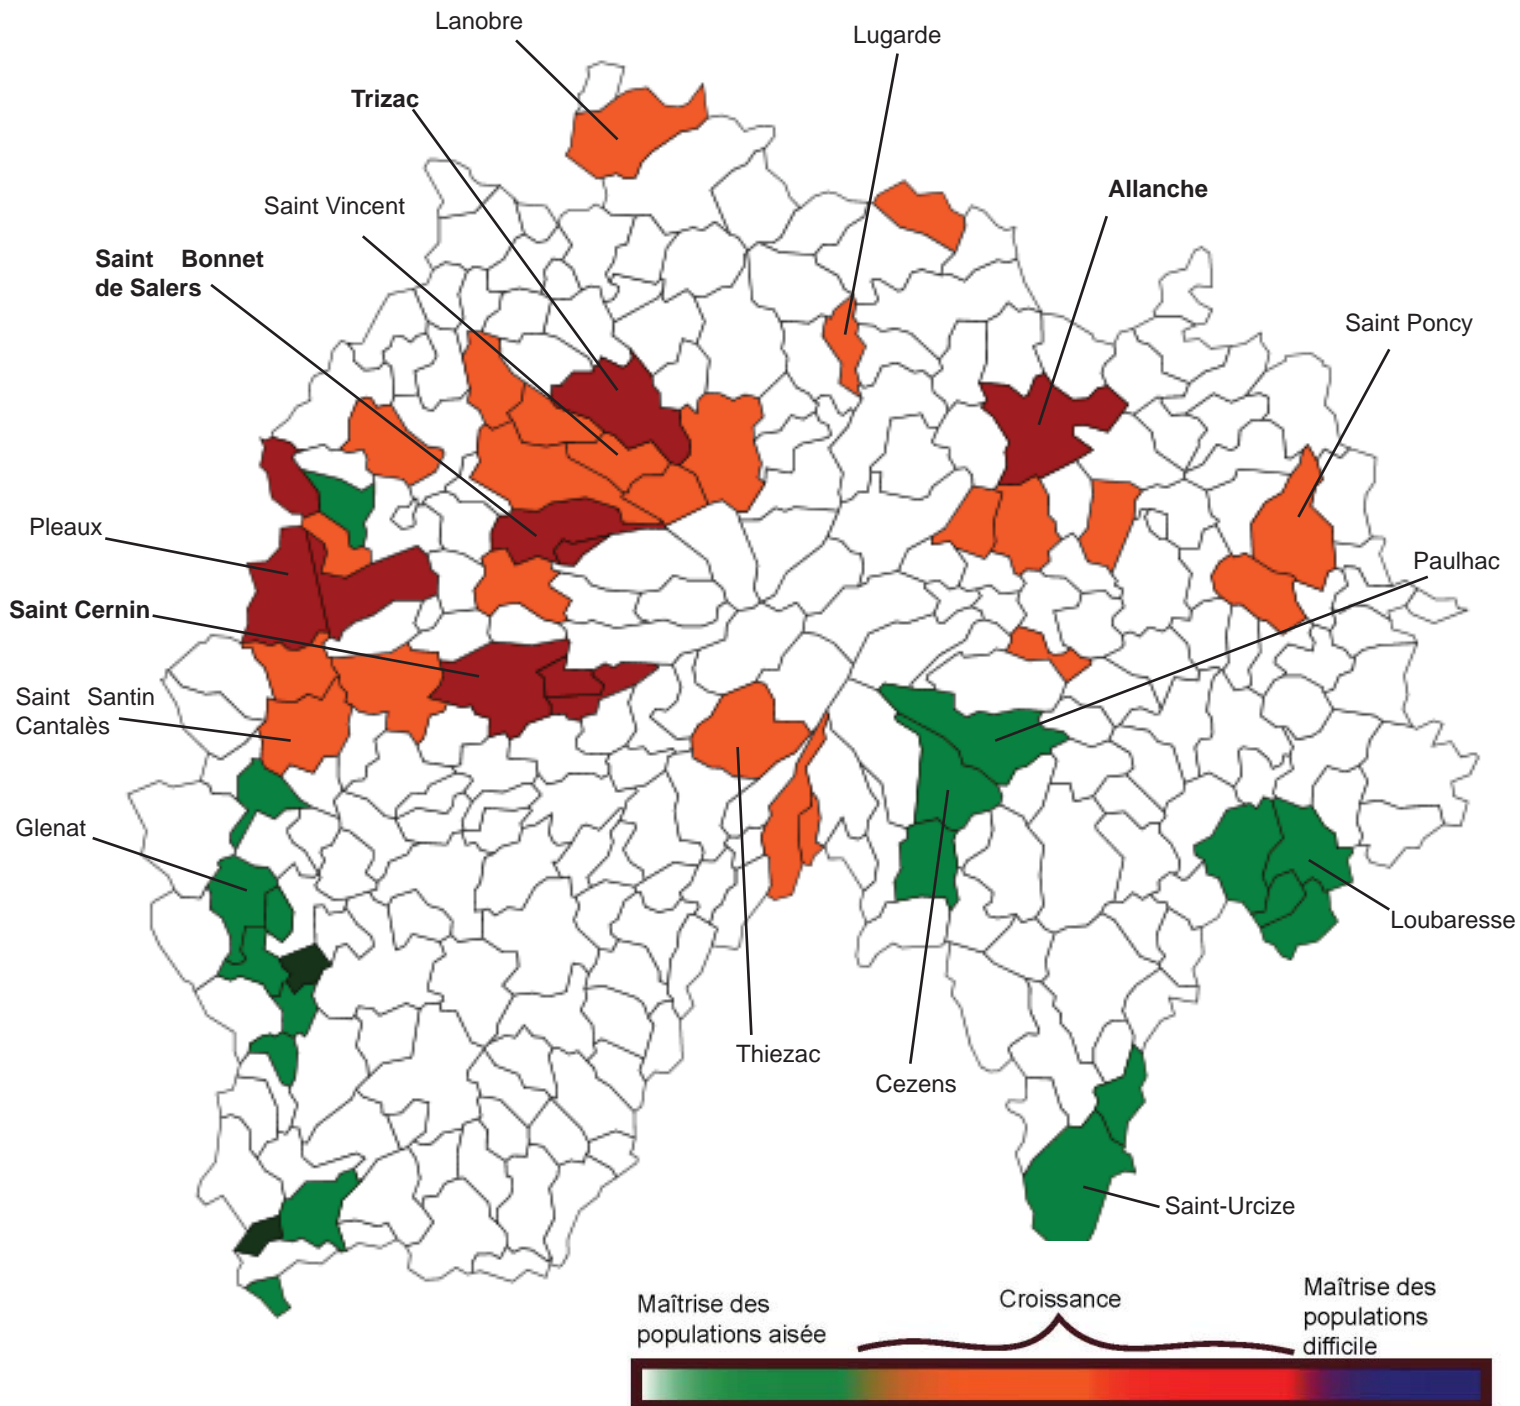 Lanobre
Lugarde
Trizac
Allanche
Saint Vincent
Saint Bonnet
de Salers
Saint Poncy
Pleaux
Paulhac
Saint Cernin
Saint Santin
Cantalès
Glenat
Loubaresse
Thiezac
Cezens
Saint-Urcize
Maîtrise des
populations aisée
Croissance
Maîtrise des
populations
difficile